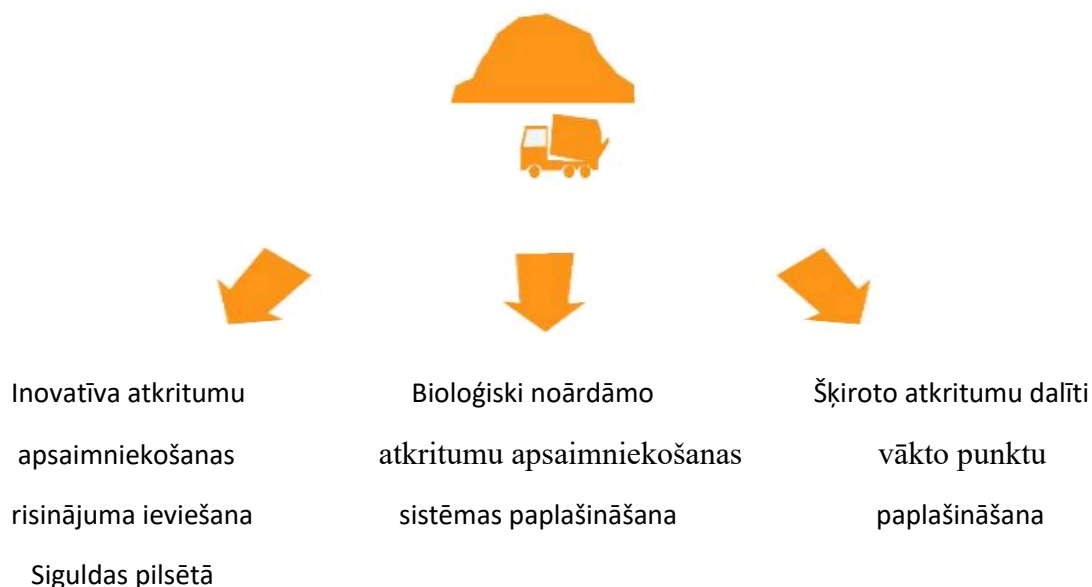 Inovatīva atkritumu
apsaimniekošanas
risinājuma ieviešana
Siguldas pilsētā
Bioloģiski noārdāmo
atkritumu apsaimniekošanas
sistēmas paplašināšana
Šķiroto atkritumu dalīti
vākto punktu
paplašināšana